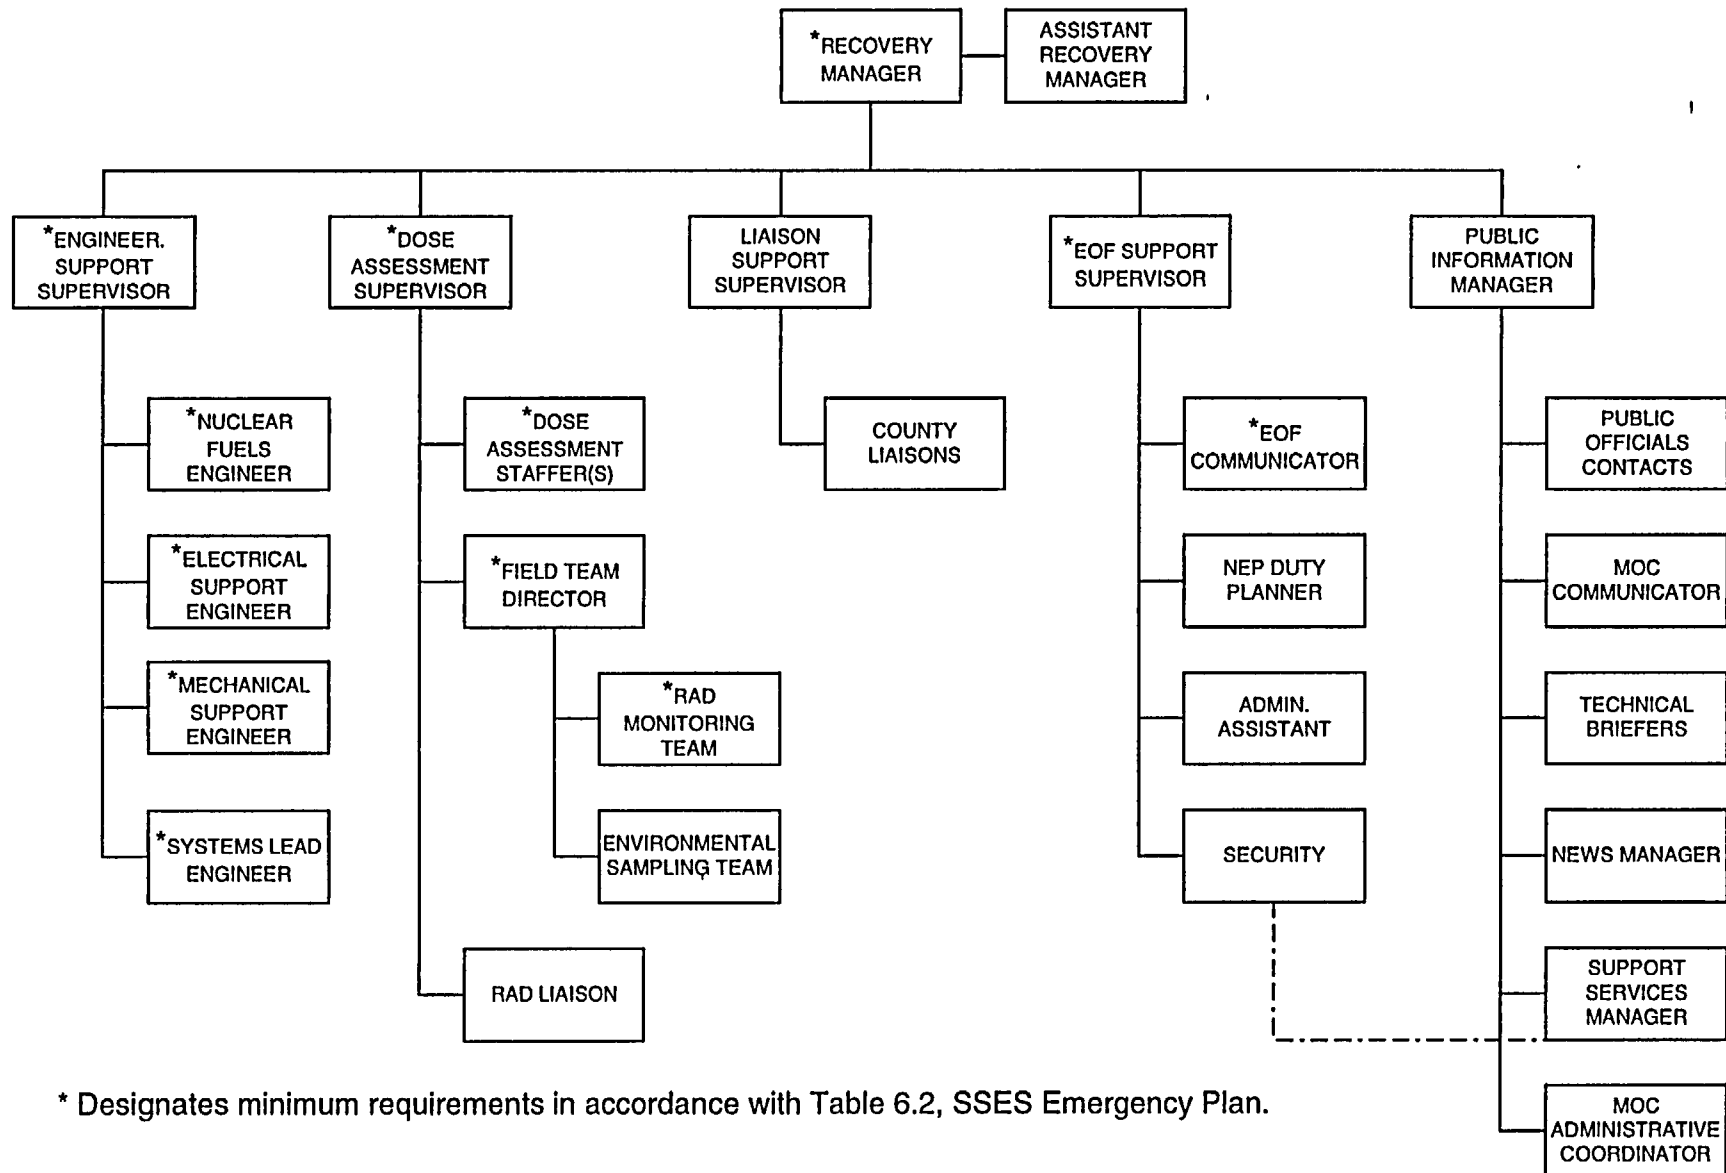 *RECOVERY
MANAGER
ASSISTANT
RECOVERY
MANAGER
*ENGINEER.
SUPPORT
SUPERVISOR
*DOSE
ASSESSMENT
SUPERVISOR
LIAISON
SUPPORT
SUPERVISOR
*EOF SUPPORT
SUPERVISOR
PUBLIC
INFORMATION
MANAGER
*NUCLEAR
FUELS
ENGINEER
*ELECTRICAL
SUPPORT
ENGINEER
*MECHANICAL
SUPPORT
ENGINEER
*SYSTEMS LEAD
ENGINEER
*DOSE
ASSESSMENT
STAFFER(S)
*FIELD TEAM
DIRECTOR
*RAD
MONITORING
TEAM
ENVIRONMENTAL
SAMPLING TEAM
RAD LIAISON
COUNTY
LIAISONS
*EOF
COMMUNICATOR
NEP DUTY
PLANNER
ADMIN.
ASSISTANT
SECURITY
PUBLIC
OFFICIALS
CONTACTS
MOC
COMMUNICATOR
TECHNICAL
BRIEFERS
NEWS MANAGER
SUPPORT
SERVICES
MANAGER
MOC
ADMINISTRATIVE
COORDINATOR
* Designates minimum requirements in accordance with Table 6.2, SSES Emergency Plan.